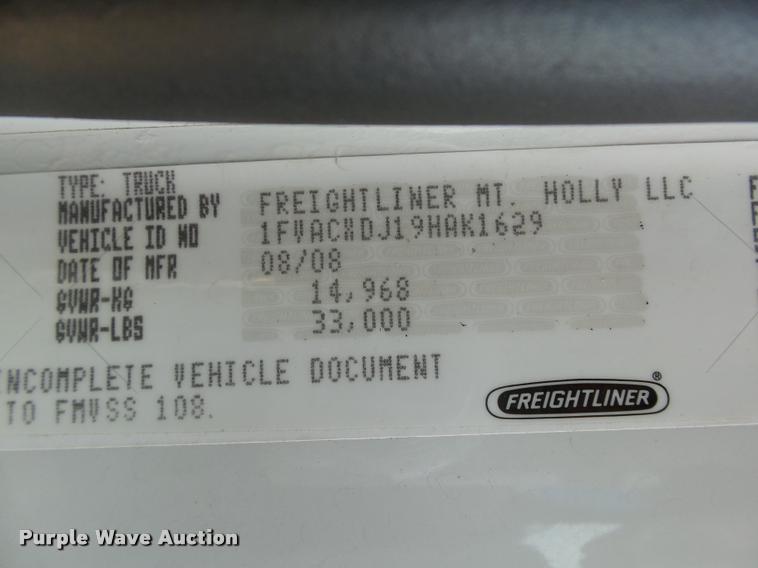 TYPE: TRUCK
MANUFACTURED BY FREIGHTLINER MT. HOLLY LLC
VEHICLE ID NO 1FVACXDJ19HAK1629
DATE OF MFR 08/08
GVWR-KG 14,968
GVWR-LBS 33,000
INCOMPLETE VEHICLE DOCUMENT
TO FMVSS 108.
FREIGHTLINER®
Purple Wave Auction